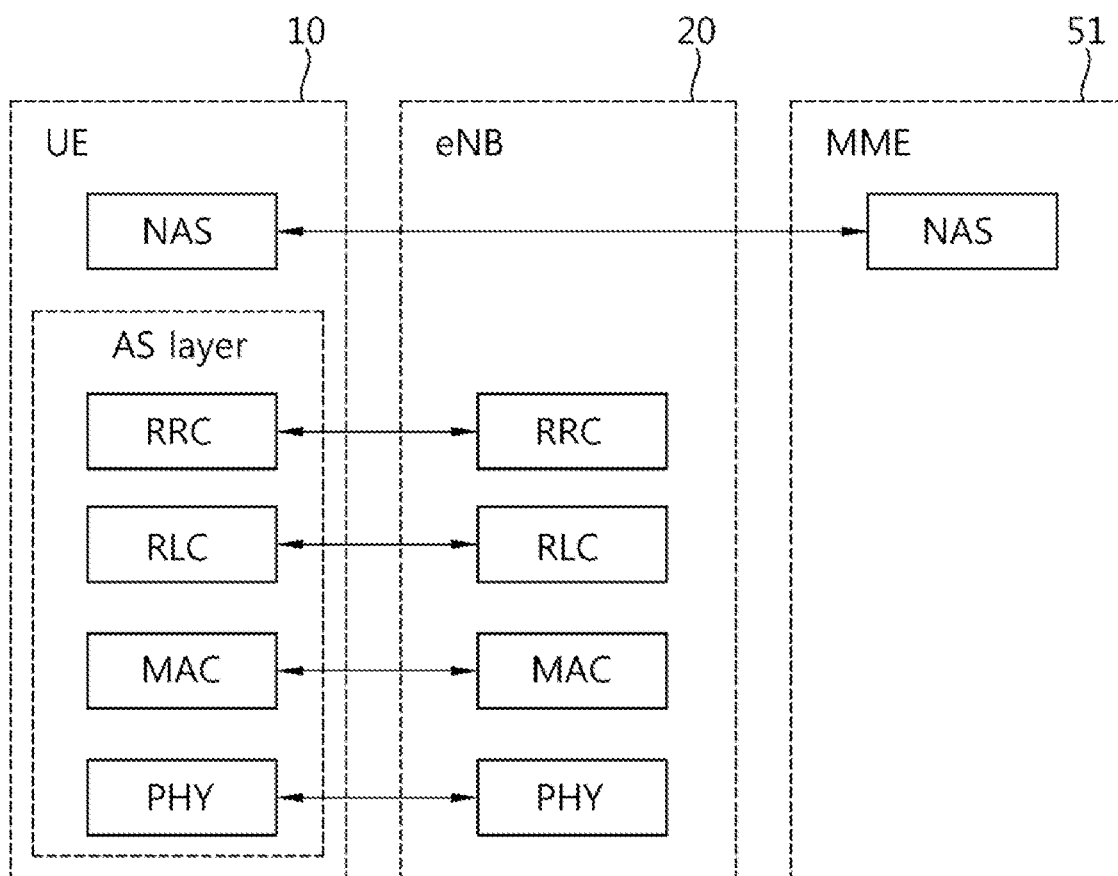 10 20 51
UE eNB MME
NAS NAS
AS layer
RRC RRC
RLC RLC
MAC MAC
PHY PHY